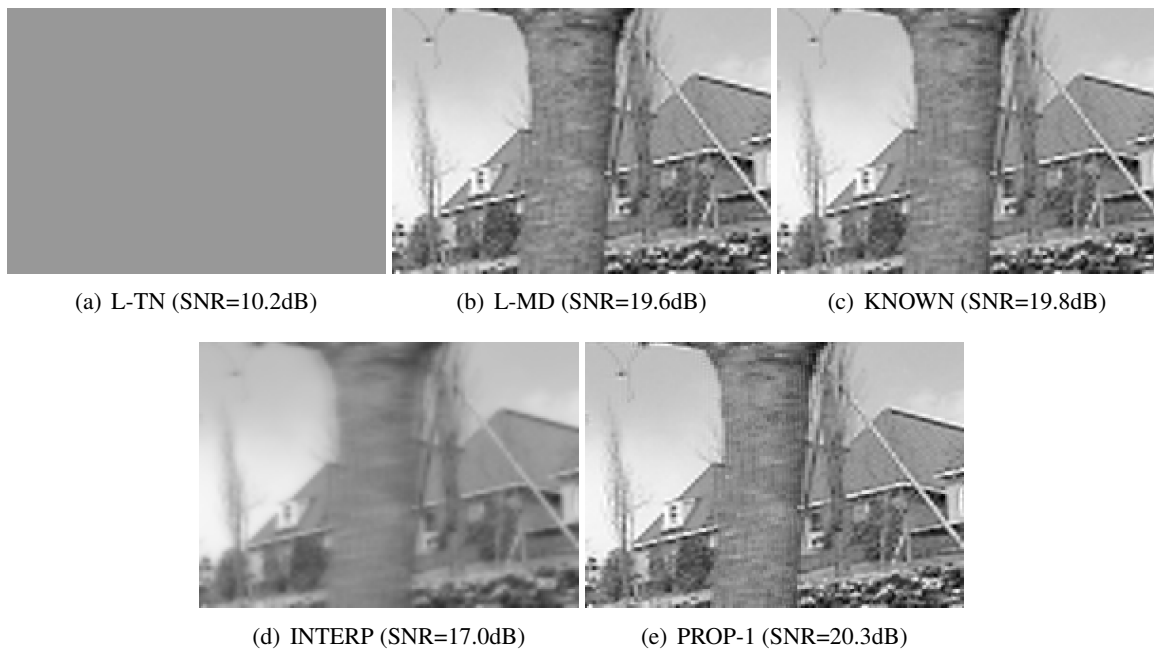 (a) L-TN (SNR=10.2dB)
(b) L-MD (SNR=19.6dB)
(c) KNOWN (SNR=19.8dB)
(d) INTERP (SNR=17.0dB)
(e) PROP-1 (SNR=20.3dB)